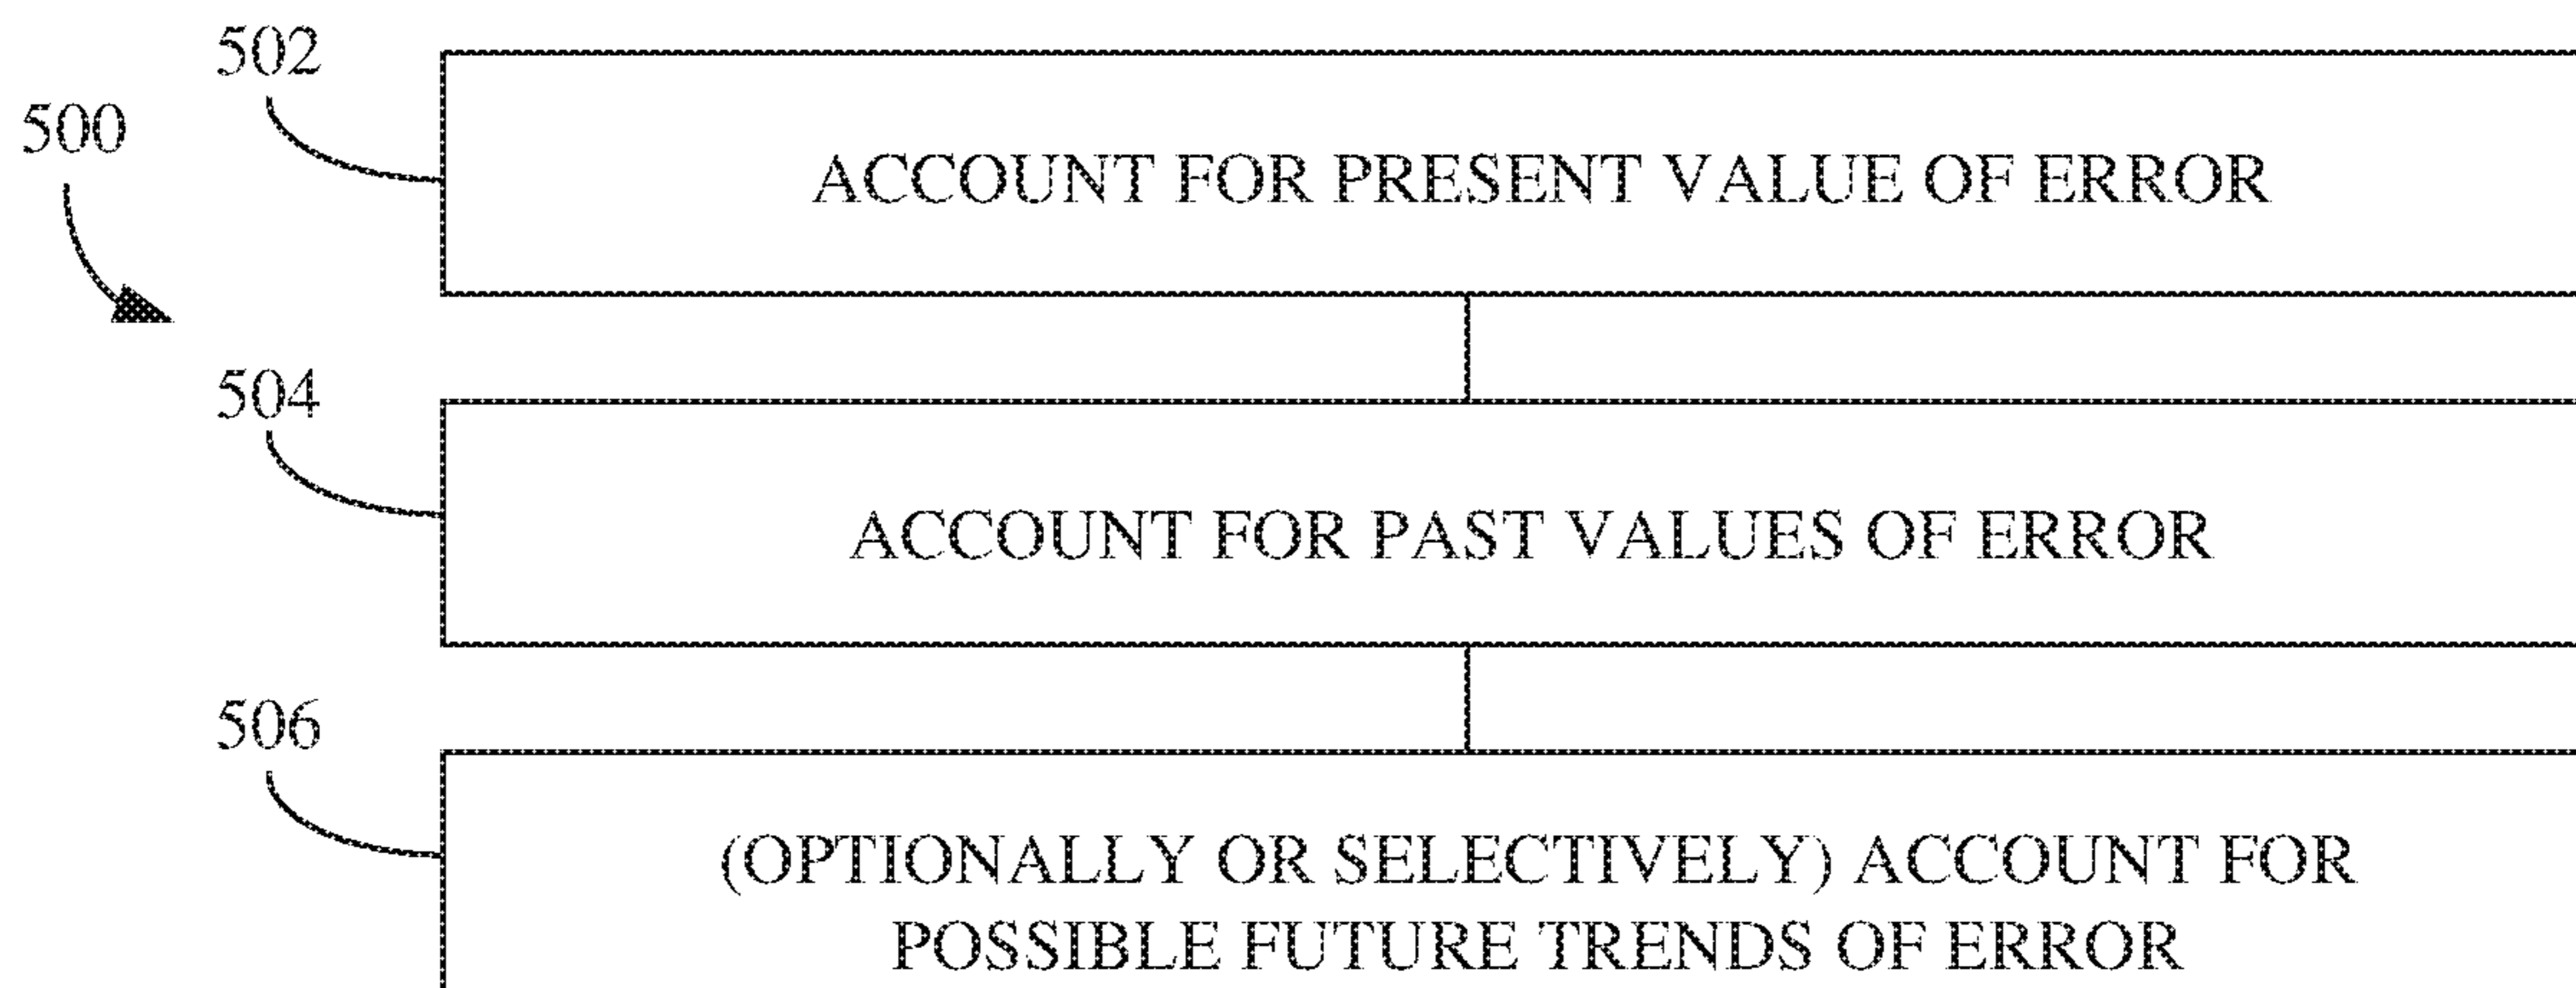 502
500
ACCOUNT FOR PRESENT VALUE OF ERROR
504
ACCOUNT FOR PAST VALUES OF ERROR
506
(OPTIONALLY OR SELECTIVELY) ACCOUNT FOR
POSSIBLE FUTURE TRENDS OF ERROR